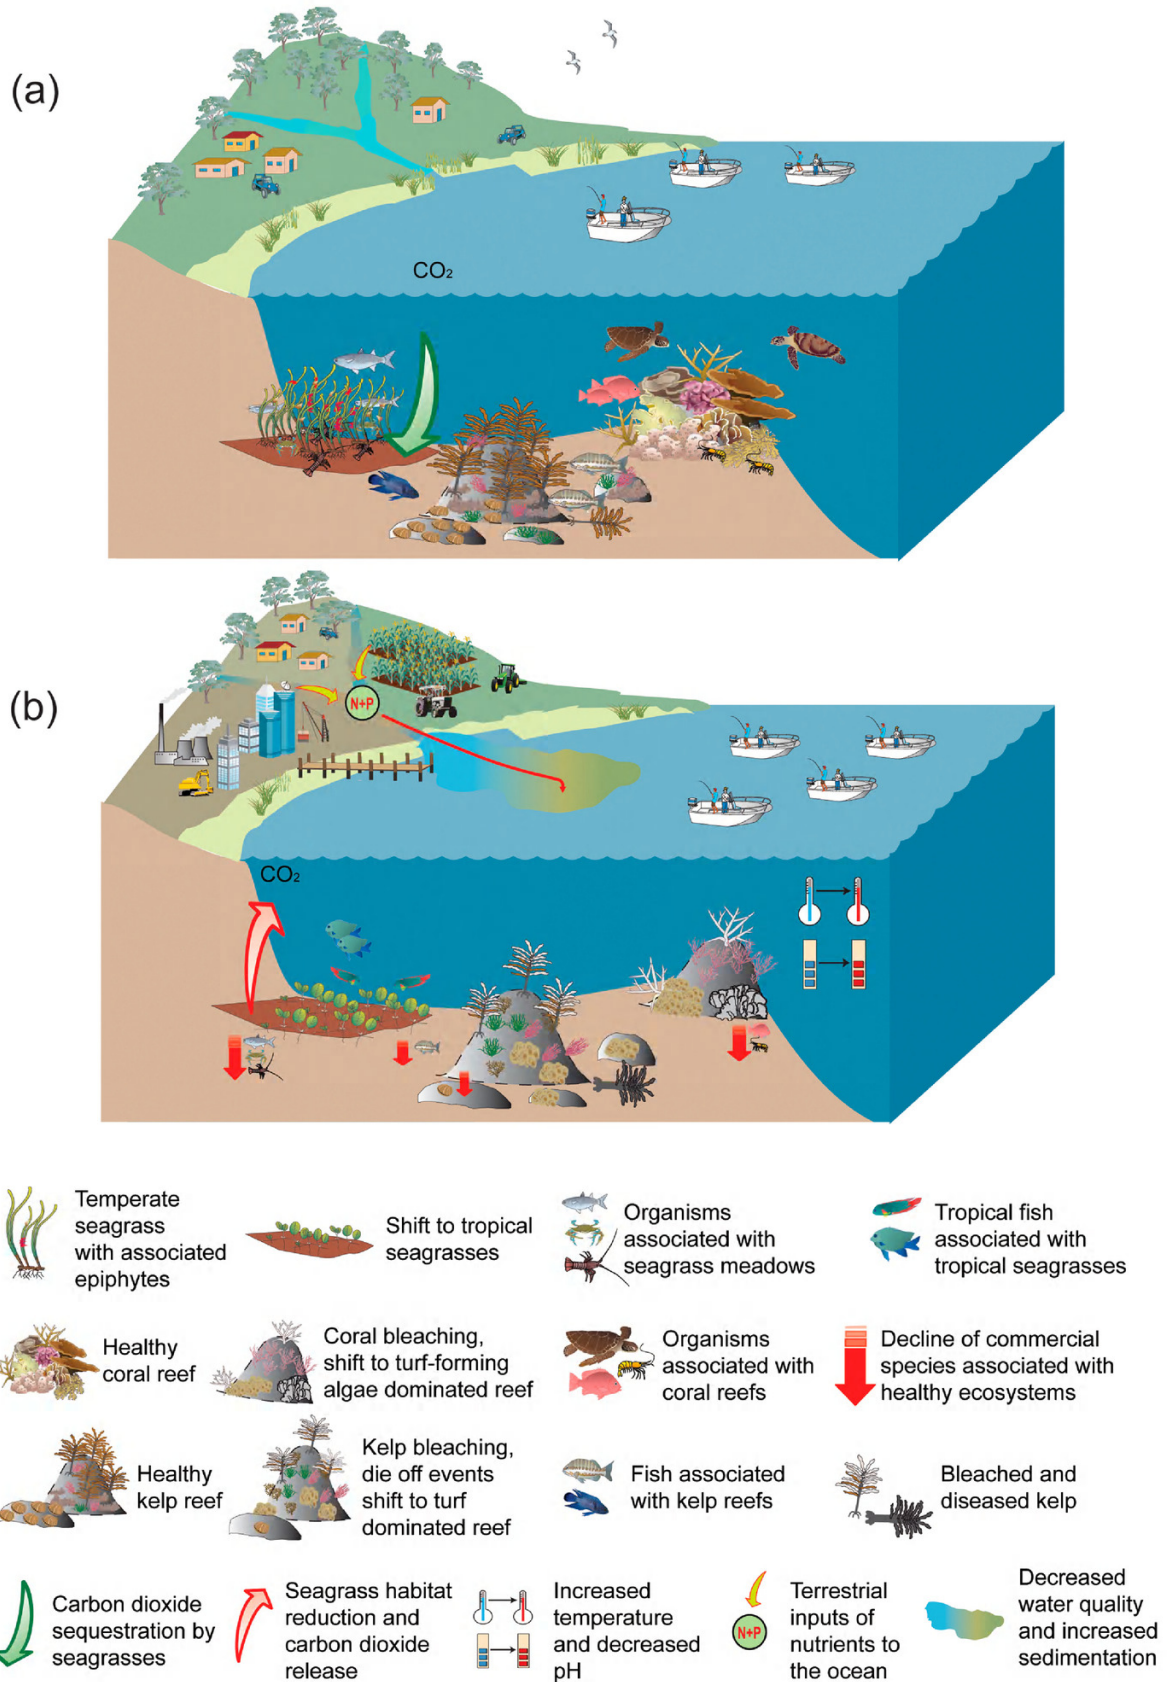 (a)
CO₂
(b)
N+P
CO₂
Temperate
seagrass
with associated
epiphytes
Shift to tropical
seagrasses
Organisms
associated with
seagrass meadows
Tropical fish
associated with
tropical seagrasses
Healthy
coral reef
Coral bleaching,
shift to turf-forming
algae dominated reef
Organisms
associated with
coral reefs
Decline of commercial
species associated with
healthy ecosystems
Healthy
kelp reef
Kelp bleaching,
die off events
shift to turf
dominated reef
Fish associated
with kelp reefs
Bleached and
diseased kelp
Carbon dioxide
sequestration by
seagrasses
Seagrass habitat
reduction and
carbon dioxide
release
Increased
temperature
and decreased
pH
N+P
Terrestrial
inputs of
nutrients to
the ocean
Decreased
water quality
and increased
sedimentation